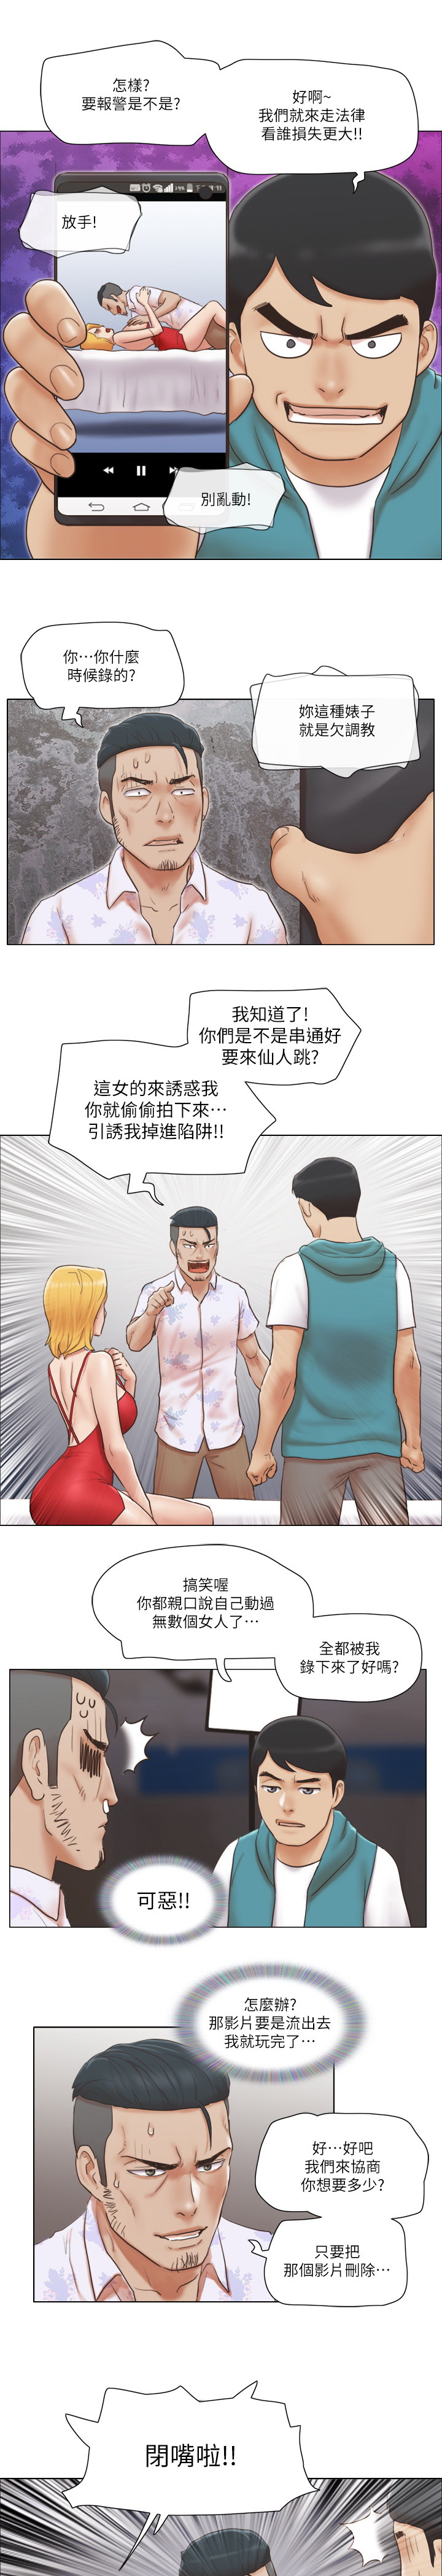 怎樣?
要報警是不是?
好啊~
我們就來走法律
看誰損失更大!!
放手!
別亂動!
你⋯你什麼
時候錄的?
妳這種婊子
就是欠調教
我知道了!
你們是不是串通好
要來仙人跳?
這女的來誘惑我
你就偷偷拍下來⋯
引誘我掉進陷阱!!
搞笑喔
你都親口說自己動過
無數個女人了⋯
全都被我
錄下來了好嗎?
可惡!!
怎麼辦?
那影片要是流出去
我就玩完了⋯
好⋯好吧
我們來協商
你想要多少?
只要把
那個影片刪除⋯
閉嘴啦!!